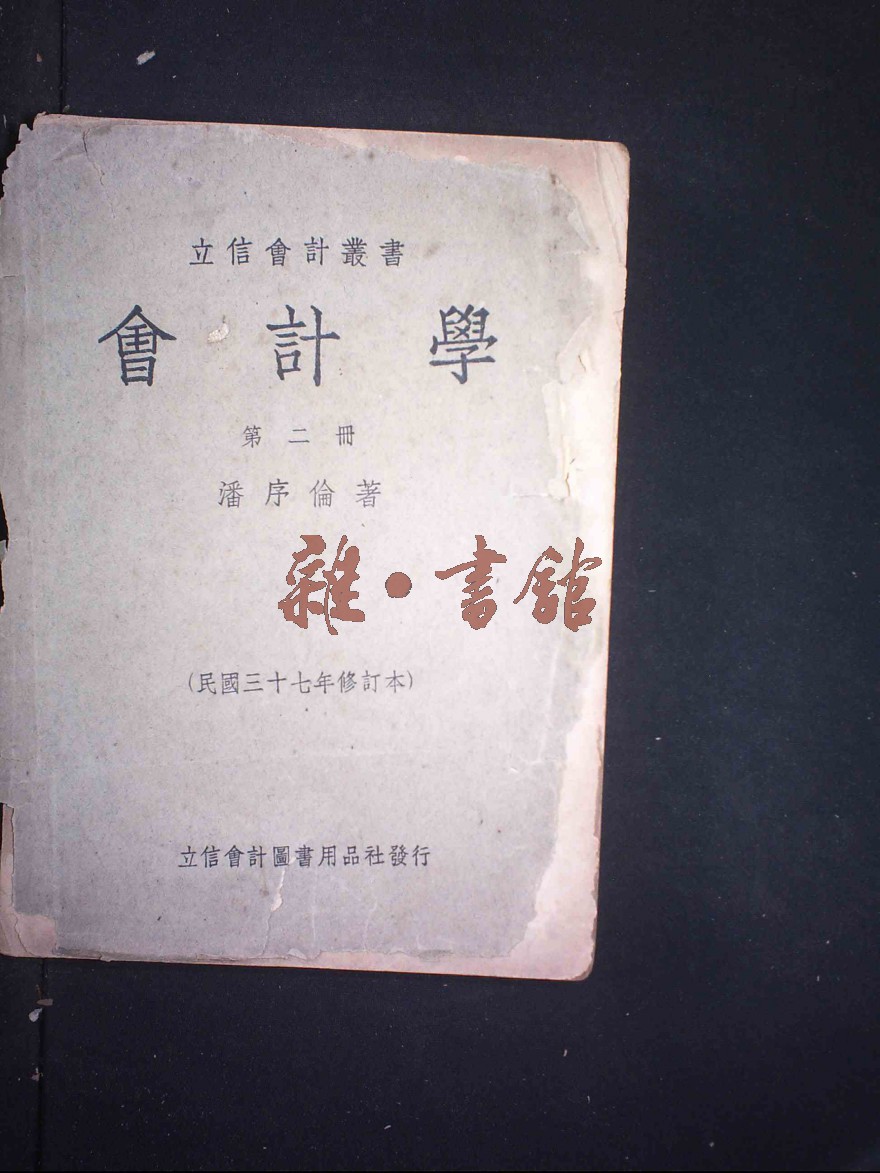 立信會計叢書
會計學
第二冊
潘序倫著
雜·書館
(民國三十七年修訂本)
立信會計圖書用品社發行